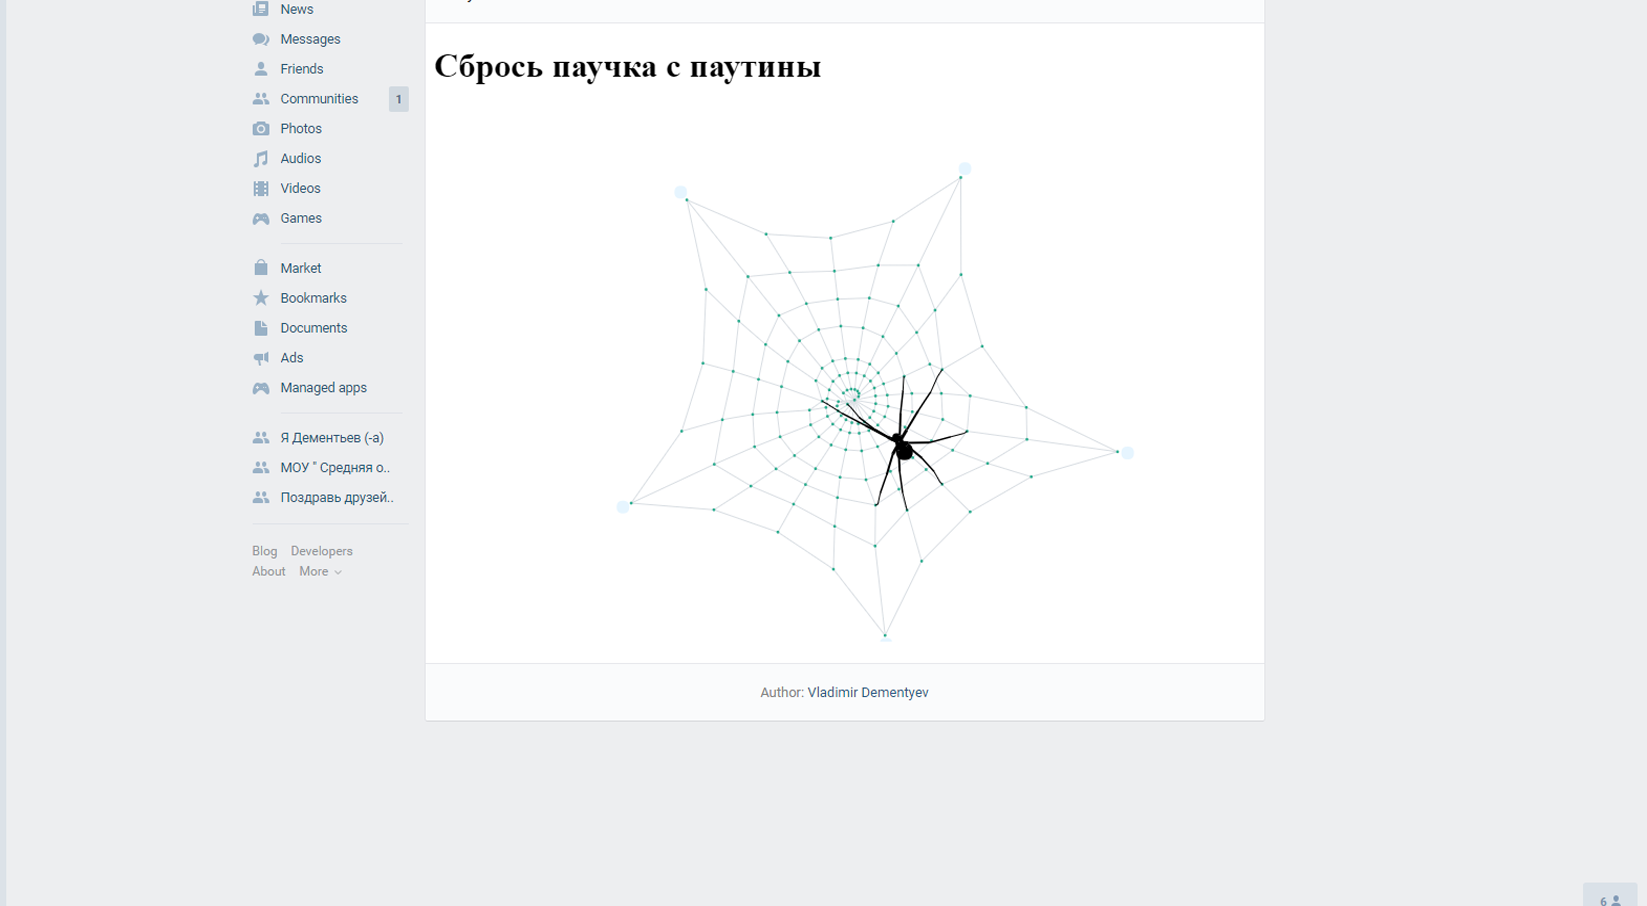 News
Messages
Friends
Communities 1
Photos
Audios
Videos
Games
Market
Bookmarks
Documents
Ads
Managed apps
Я Дементьев (-а)
МОУ " Средняя о..
Поздравь друзей..
Blog Developers
About More
Сбрось паучка с паутины
Author: Vladimir Dementyev
6